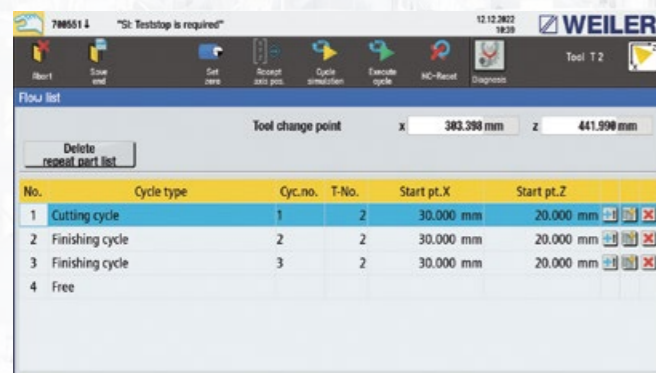 700551↓ "SI: Teststop is required" 12.12.2022 10:39 WEILER
Abort Save end Set zero Accept axis pos. Cycle simulation Execute cycle NC-Reset Diagnosis Tool T 2
Flow list
Tool change point x 303.398 mm z 441.990 mm
Delete repeat part list
No. Cycle type Cyc.no. T-No. Start pt.X Start pt.Z
1 Cutting cycle 1 2 30.000 mm 20.000 mm
2 Finishing cycle 2 2 30.000 mm 20.000 mm
3 Finishing cycle 3 2 30.000 mm 20.000 mm
4 Free